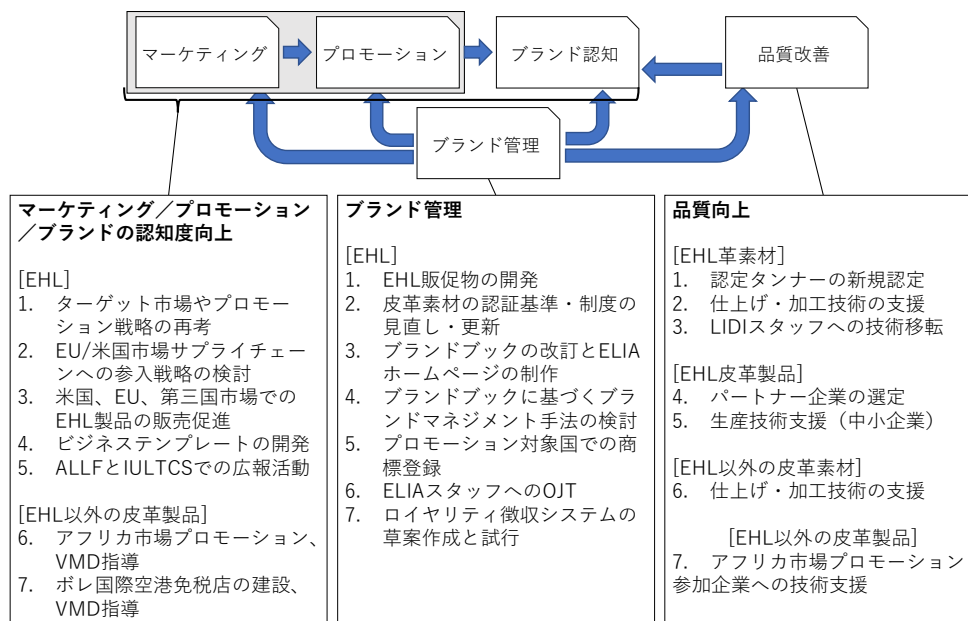 マーケティング
プロモーション
ブランド認知
品質改善
ブランド管理
マーケティング／プロモーション
／ブランドの認知度向上
[EHL]
1. ターゲット市場やプロモー
ション戦略の再考
2. EU/米国市場サプライチェー
ンへの参入戦略の検討
3. 米国、EU、第三国市場での
EHL製品の販売促進
4. ビジネステンプレートの開発
5. ALLFとIULTCSでの広報活動
[EHL以外の皮革製品]
6. アフリカ市場プロモーション、
VMD指導
7. ボレ国際空港免税店の建設、
VMD指導
ブランド管理
[EHL]
1. EHL販促物の開発
2. 皮革素材の認証基準・制度の
見直し・更新
3. ブランドブックの改訂とELIA
ホームページの制作
4. ブランドブックに基づくブラ
ンドマネジメント手法の検討
5. プロモーション対象国での商
標登録
6. ELIAスタッフへのOJT
7. ロイヤリティ徴収システムの
草案作成と試行
品質向上
[EHL革素材]
1. 認定タンナーの新規認定
2. 仕上げ・加工技術の支援
3. LIDIスタッフへの技術移転
[EHL皮革製品]
4. パートナー企業の選定
5. 生産技術支援（中小企業）
[EHL以外の皮革素材]
6. 仕上げ・加工技術の支援
[EHL以外の皮革製品]
7. アフリカ市場プロモーション
参加企業への技術支援